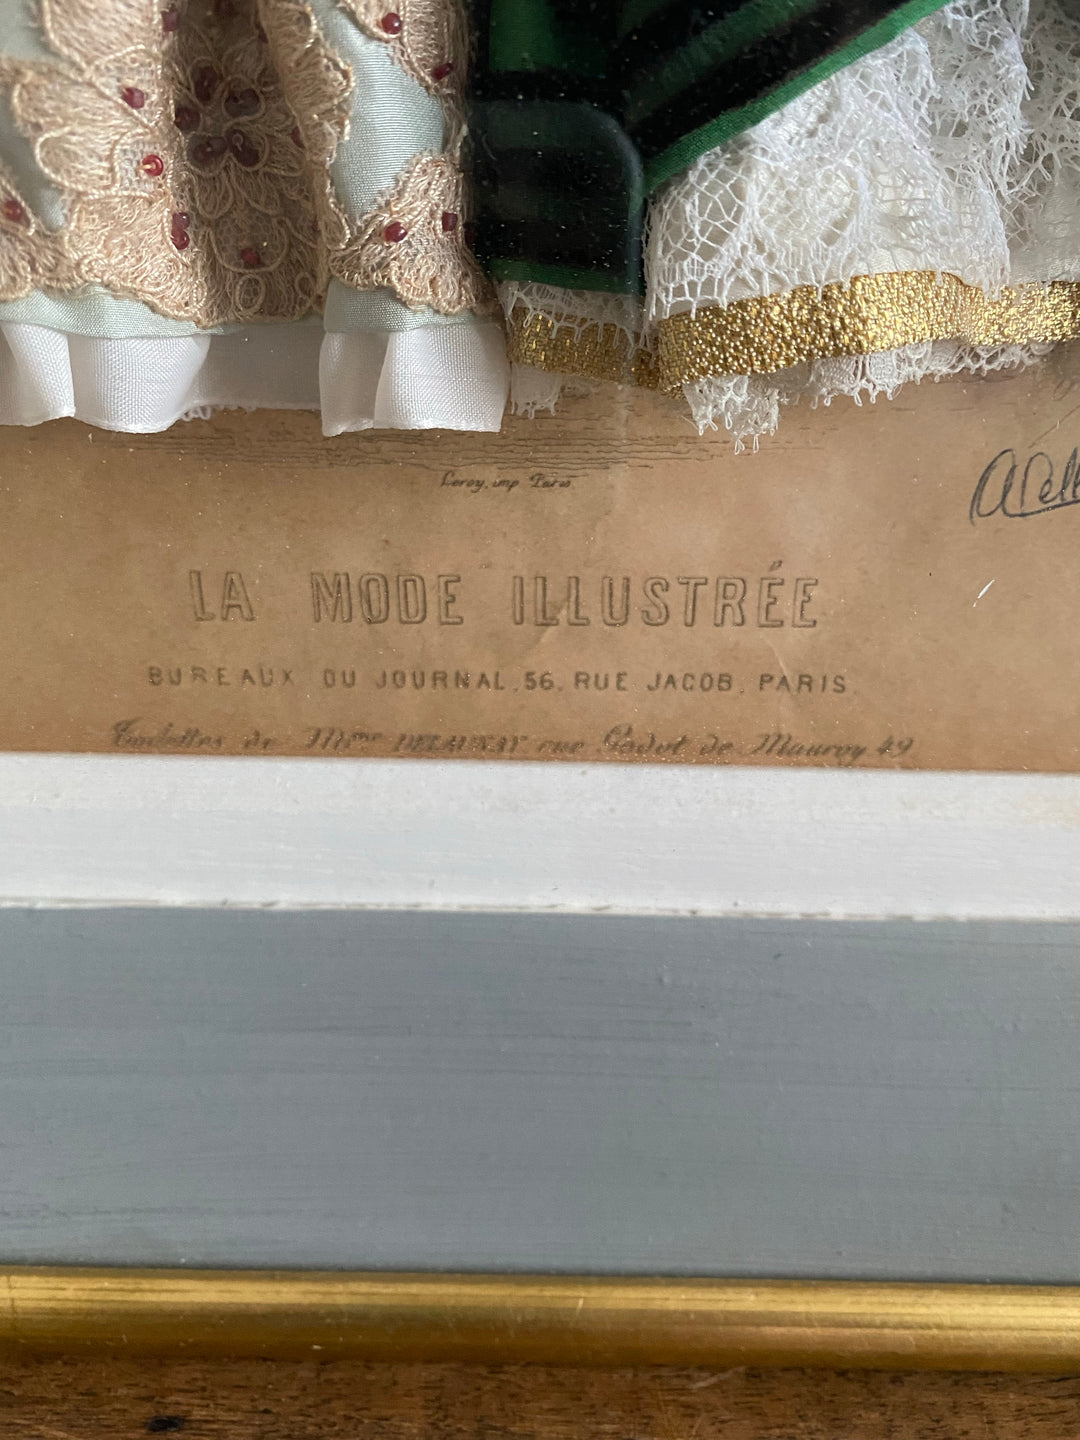 Leroy, imp Paris
LA MODE ILLUSTRÉE
BUREAUX DU JOURNAL, 56, RUE JACOB, PARIS
Toilettes de Mme DELAUNAY rue Godot de Mauroy 49